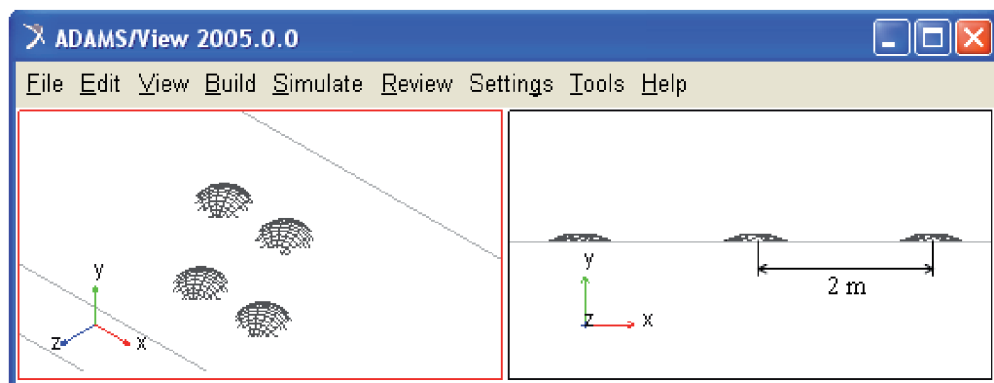 ADAMS/View 2005.0.0
File Edit View Build Simulate Review Settings Tools Help
y
z x
y
z x
2 m